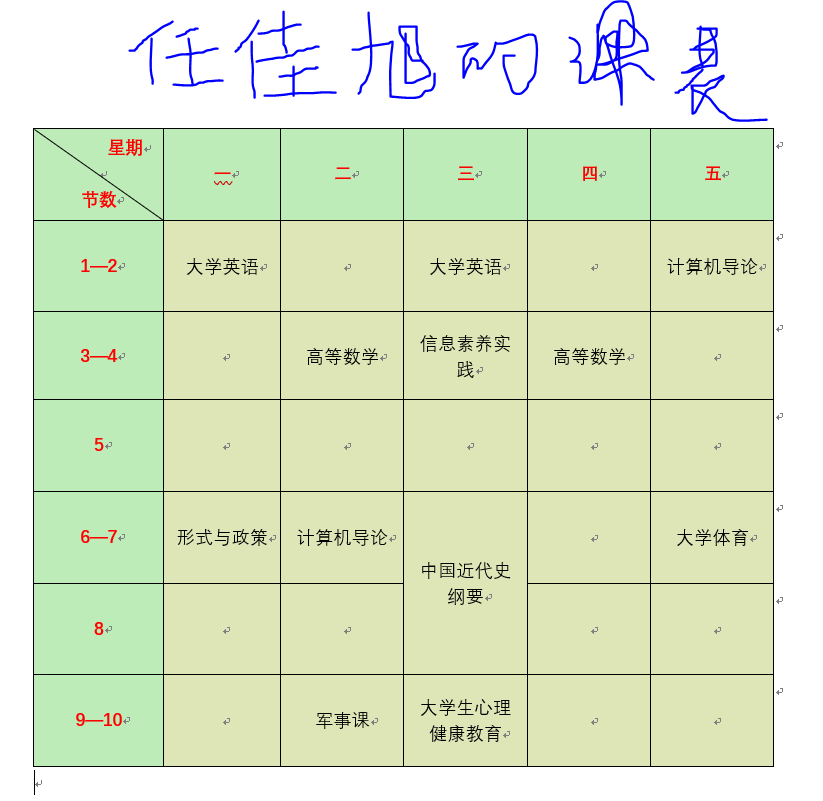 任佳旭的课表
星期
节数
一 二 三 四 五
1—2 大学英语 大学英语 计算机导论
3—4 高等数学 信息素养实 高等数学
践
5
6—7 形式与政策 计算机导论 大学体育
中国近代史
纲要
8
9—10 军事课 大学生心理
健康教育